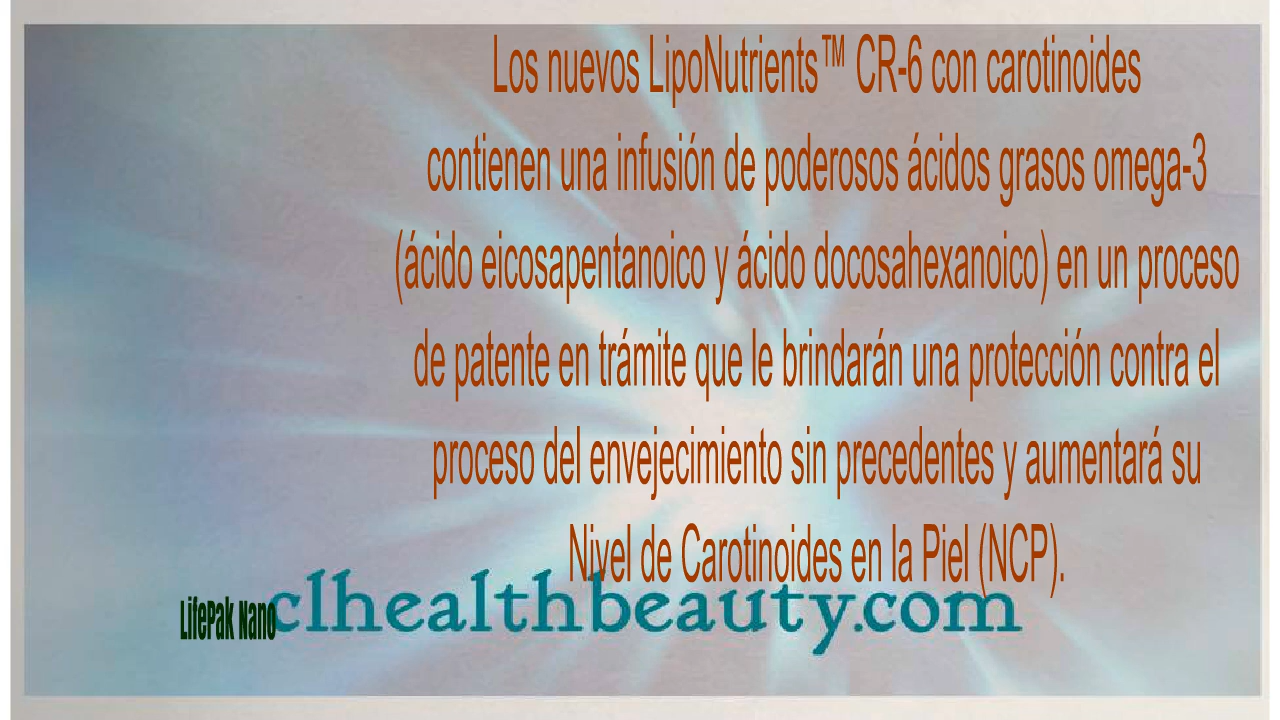 Los nuevos LipoNutrients™ CR-6 con carotinoides
contienen una infusión de poderosos ácidos grasos omega-3
(ácido eicosapentanoico y ácido docosahexanoico) en un proceso
de patente en trámite que le brindarán una protección contra el
proceso del envejecimiento sin precedentes y aumentará su
Nivel de Carotinoides en la Piel (NCP).
LifePak Nano
clhealthbeauty.com